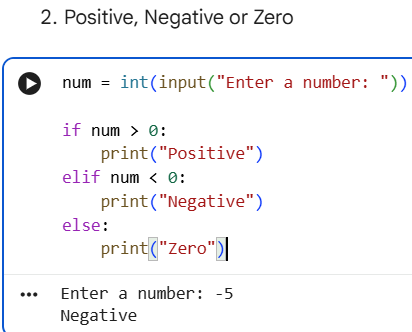 2. Positive, Negative or Zero
num = int(input("Enter a number: "))
if num > 0:
    print("Positive")
elif num < 0:
    print("Negative")
else:
    print("Zero")
Enter a number: -5
Negative